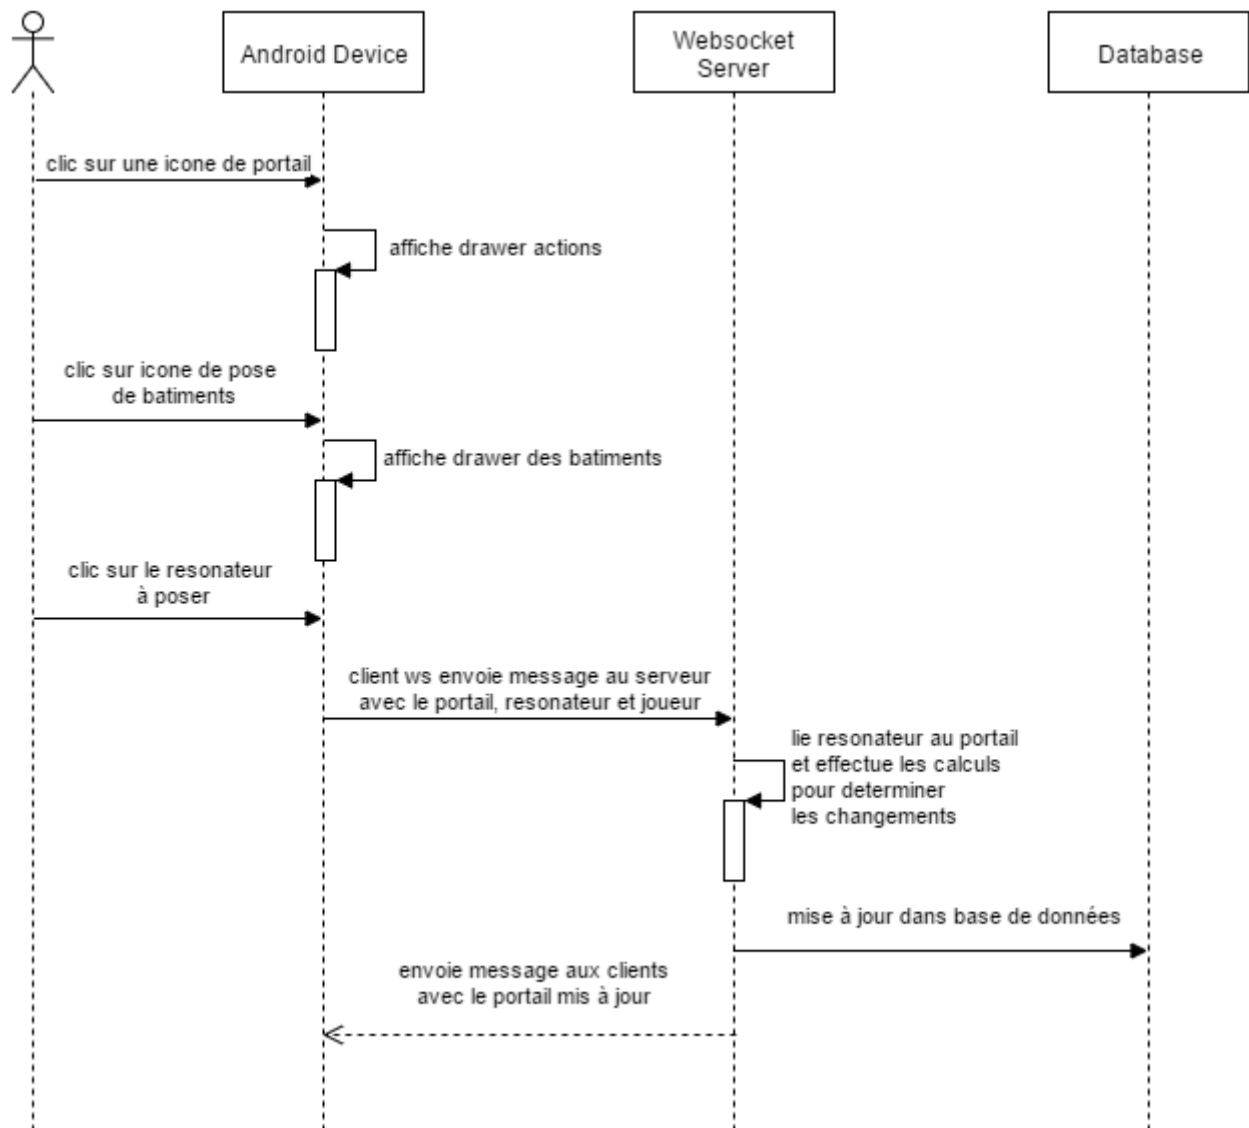 Android Device
Websocket
Server
Database
clic sur une icone de portail
affiche drawer actions
clic sur icone de pose
de batiments
affiche drawer des batiments
clic sur le resonateur
à poser
client ws envoie message au serveur
avec le portail, resonateur et joueur
lie resonateur au portail
et effectue les calculs
pour determiner
les changements
mise à jour dans base de données
envoie message aux clients
avec le portail mis à jour